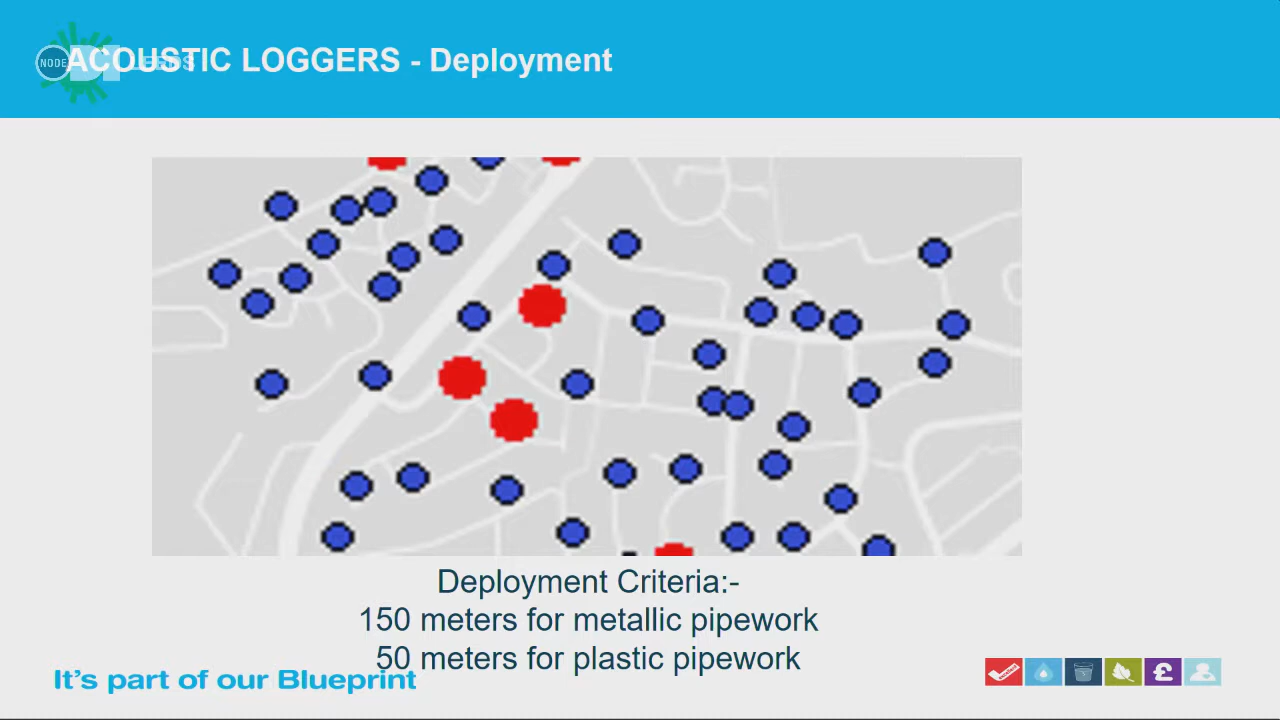 ACOUSTIC LOGGERS - Deployment
NODE
Deployment Criteria:-
150 meters for metallic pipework
50 meters for plastic pipework
It's part of our Blueprint
£